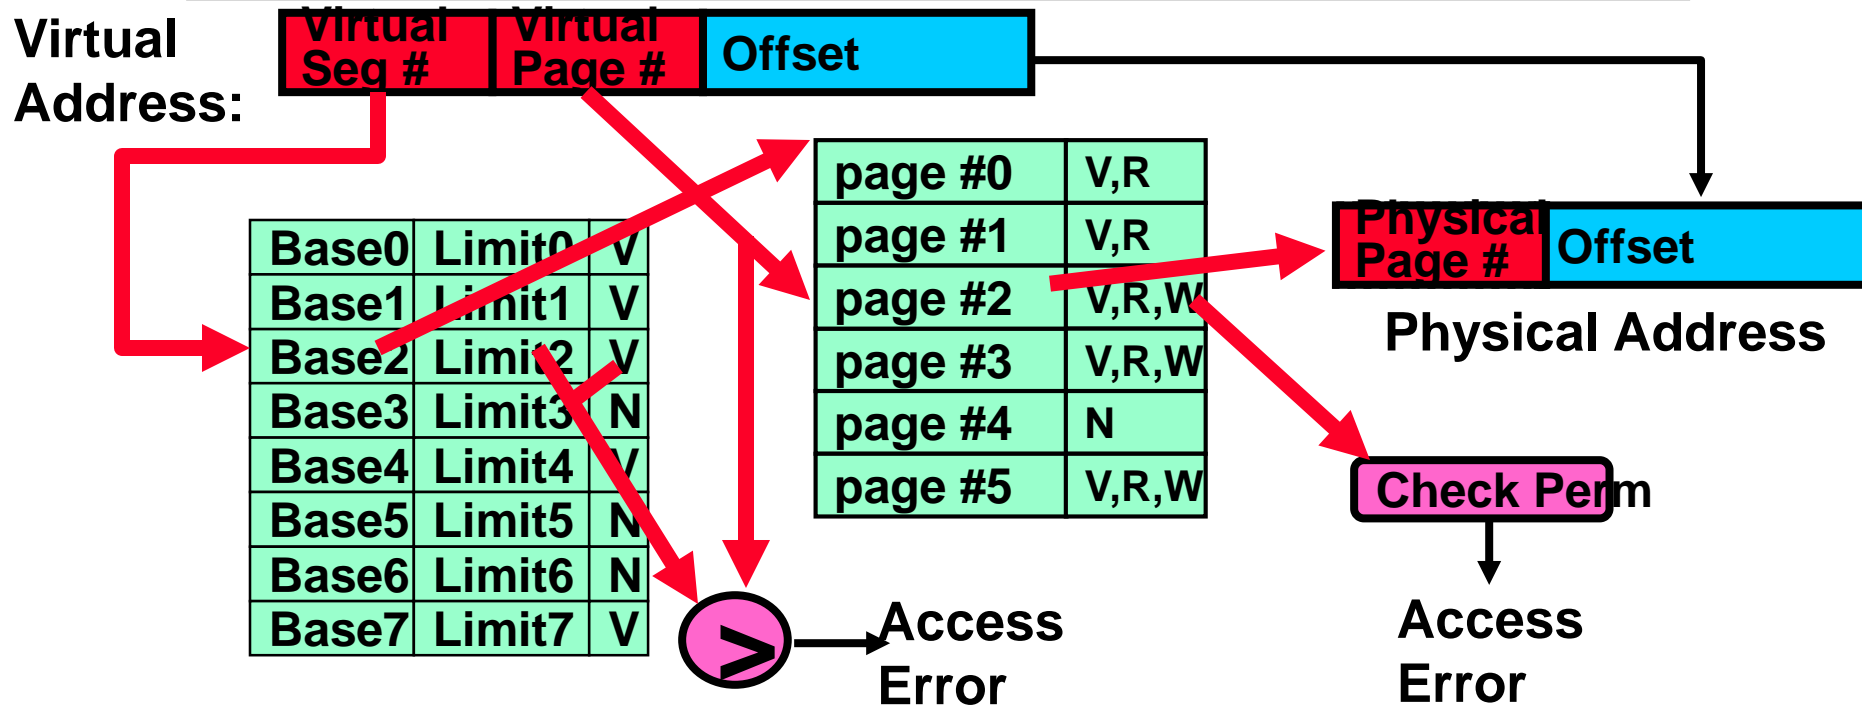 Virtual
Address:
Virtual
Seg #
Virtual
Page #
Offset
Base0 Limit0 V
Base1 Limit1 V
Base2 Limit2 V
Base3 Limit3 N
Base4 Limit4 V
Base5 Limit5 N
Base6 Limit6 N
Base7 Limit7 V
page #0 V,R
page #1 V,R
page #2 V,R,W
page #3 V,R,W
page #4 N
page #5 V,R,W
Physical
Page #
Offset
Physical Address
Check Perm
>
Access
Error
Access
Error